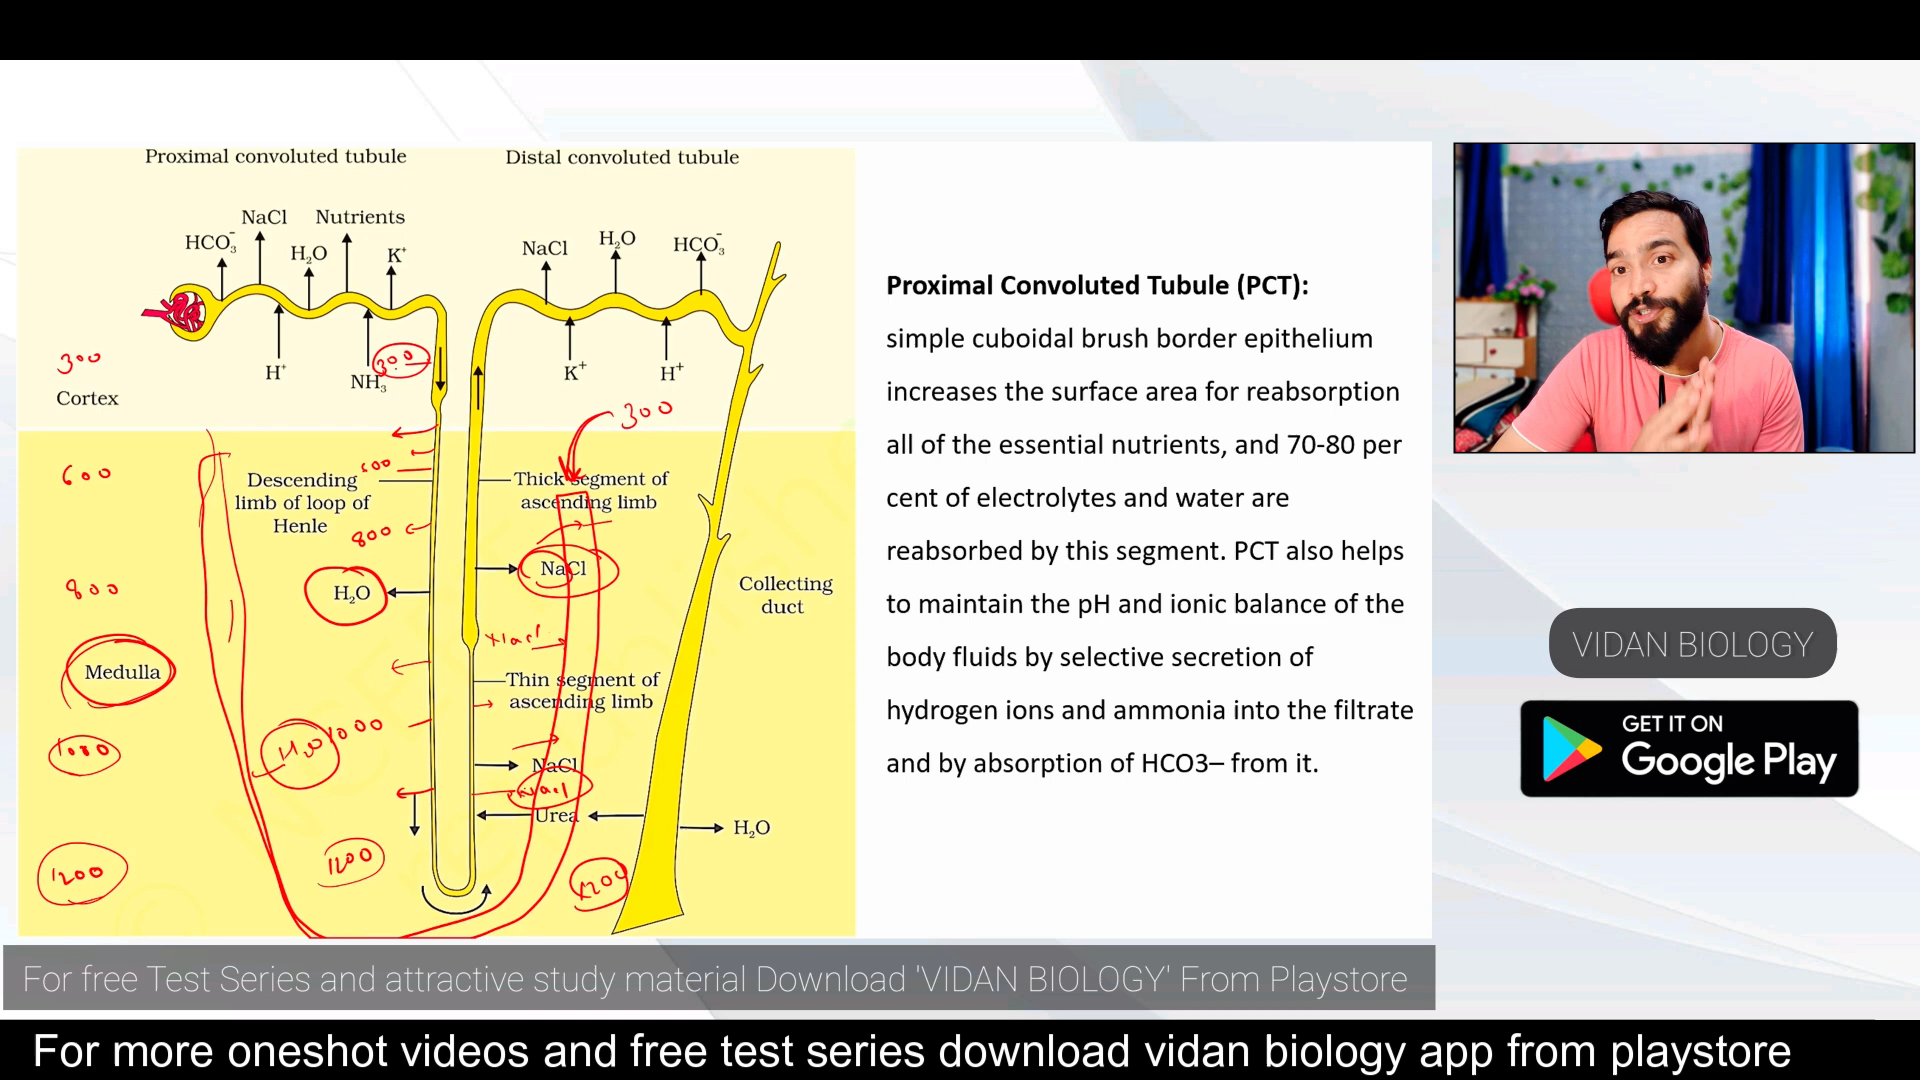 Proximal convoluted tubule
Distal convoluted tubule
NaCl Nutrients
HCO₃⁻ H₂O K⁺
NaCl H₂O HCO₃⁻
300
H⁺ NH₃ 300
K⁺ H⁺
Cortex
300
600
600
Descending
limb of loop of
Henle
Thick segment of
ascending limb
800
H₂O
NaCl
800
Collecting
duct
Medulla
Thin segment of
ascending limb
H₂O 1000
1000
NaCl
Urea
H₂O
1200
1200
1200
Proximal Convoluted Tubule (PCT):
simple cuboidal brush border epithelium
increases the surface area for reabsorption
all of the essential nutrients, and 70-80 per
cent of electrolytes and water are
reabsorbed by this segment. PCT also helps
to maintain the pH and ionic balance of the
body fluids by selective secretion of
hydrogen ions and ammonia into the filtrate
and by absorption of HCO3– from it.
VIDAN BIOLOGY
GET IT ON
Google Play
For free Test Series and attractive study material Download 'VIDAN BIOLOGY' From Playstore
For more oneshot videos and free test series download vidan biology app from playstore